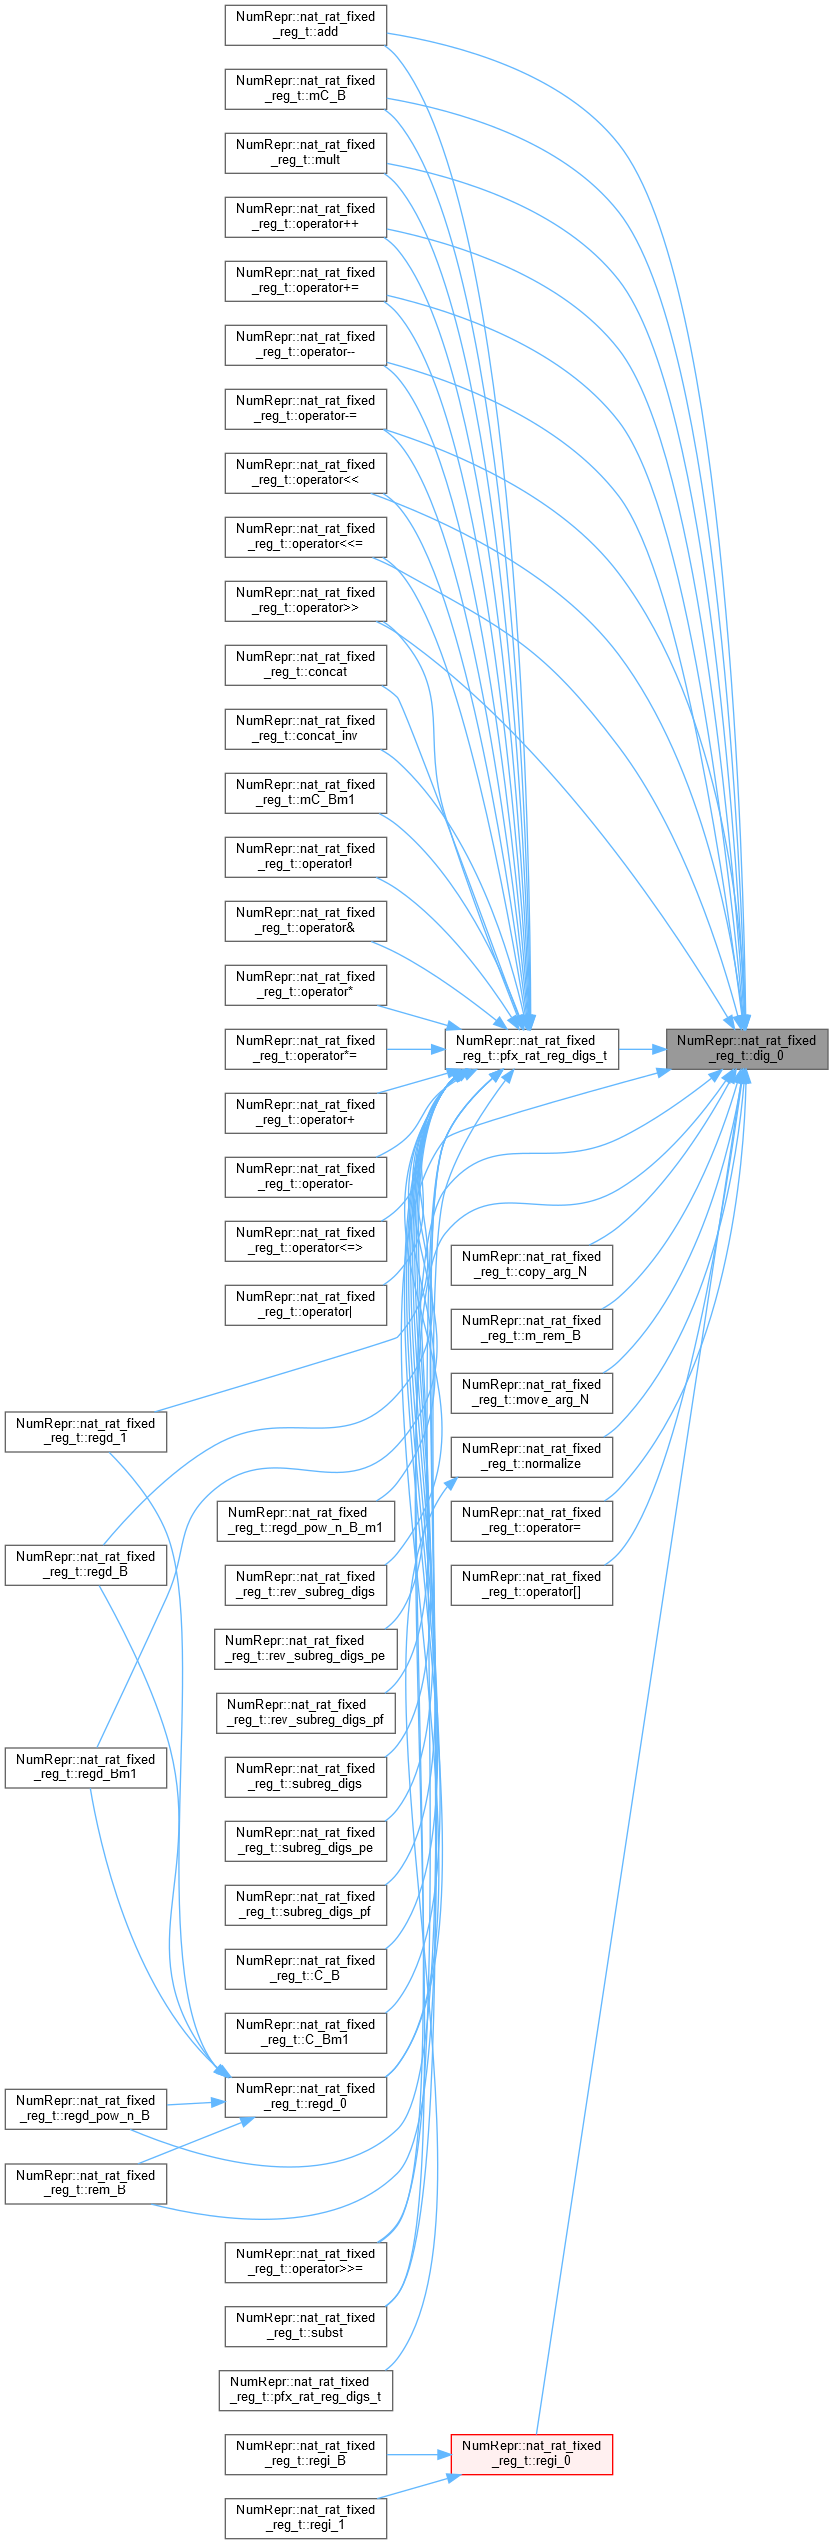 NumRepr::nat_rat_fixed
_reg_t::add
NumRepr::nat_rat_fixed
_reg_t::mC_B
NumRepr::nat_rat_fixed
_reg_t::mult
NumRepr::nat_rat_fixed
_reg_t::operator++
NumRepr::nat_rat_fixed
_reg_t::operator+=
NumRepr::nat_rat_fixed
_reg_t::operator--
NumRepr::nat_rat_fixed
_reg_t::operator-=
NumRepr::nat_rat_fixed
_reg_t::operator<<
NumRepr::nat_rat_fixed
_reg_t::operator<<=
NumRepr::nat_rat_fixed
_reg_t::operator>>
NumRepr::nat_rat_fixed
_reg_t::concat
NumRepr::nat_rat_fixed
_reg_t::concat_inv
NumRepr::nat_rat_fixed
_reg_t::mC_Bm1
NumRepr::nat_rat_fixed
_reg_t::operator!
NumRepr::nat_rat_fixed
_reg_t::operator&
NumRepr::nat_rat_fixed
_reg_t::operator*
NumRepr::nat_rat_fixed
_reg_t::operator*=
NumRepr::nat_rat_fixed
_reg_t::pfx_rat_reg_digs_t
NumRepr::nat_rat_fixed
_reg_t::dig_0
NumRepr::nat_rat_fixed
_reg_t::operator+
NumRepr::nat_rat_fixed
_reg_t::operator-
NumRepr::nat_rat_fixed
_reg_t::operator<=>
NumRepr::nat_rat_fixed
_reg_t::copy_arg_N
NumRepr::nat_rat_fixed
_reg_t::operator|
NumRepr::nat_rat_fixed
_reg_t::m_rem_B
NumRepr::nat_rat_fixed
_reg_t::move_arg_N
NumRepr::nat_rat_fixed
_reg_t::regd_1
NumRepr::nat_rat_fixed
_reg_t::normalize
NumRepr::nat_rat_fixed
_reg_t::regd_pow_n_B_m1
NumRepr::nat_rat_fixed
_reg_t::operator=
NumRepr::nat_rat_fixed
_reg_t::regd_B
NumRepr::nat_rat_fixed
_reg_t::rev_subreg_digs
NumRepr::nat_rat_fixed
_reg_t::operator[]
NumRepr::nat_rat_fixed
_reg_t::rev_subreg_digs_pe
NumRepr::nat_rat_fixed
_reg_t::rev_subreg_digs_pf
NumRepr::nat_rat_fixed
_reg_t::regd_Bm1
NumRepr::nat_rat_fixed
_reg_t::subreg_digs
NumRepr::nat_rat_fixed
_reg_t::subreg_digs_pe
NumRepr::nat_rat_fixed
_reg_t::subreg_digs_pf
NumRepr::nat_rat_fixed
_reg_t::C_B
NumRepr::nat_rat_fixed
_reg_t::C_Bm1
NumRepr::nat_rat_fixed
_reg_t::regd_0
NumRepr::nat_rat_fixed
_reg_t::regd_pow_n_B
NumRepr::nat_rat_fixed
_reg_t::rem_B
NumRepr::nat_rat_fixed
_reg_t::operator>>=
NumRepr::nat_rat_fixed
_reg_t::subst
NumRepr::nat_rat_fixed
_reg_t::pfx_rat_reg_digs_t
NumRepr::nat_rat_fixed
_reg_t::regi_B
NumRepr::nat_rat_fixed
_reg_t::regi_0
NumRepr::nat_rat_fixed
_reg_t::regi_1